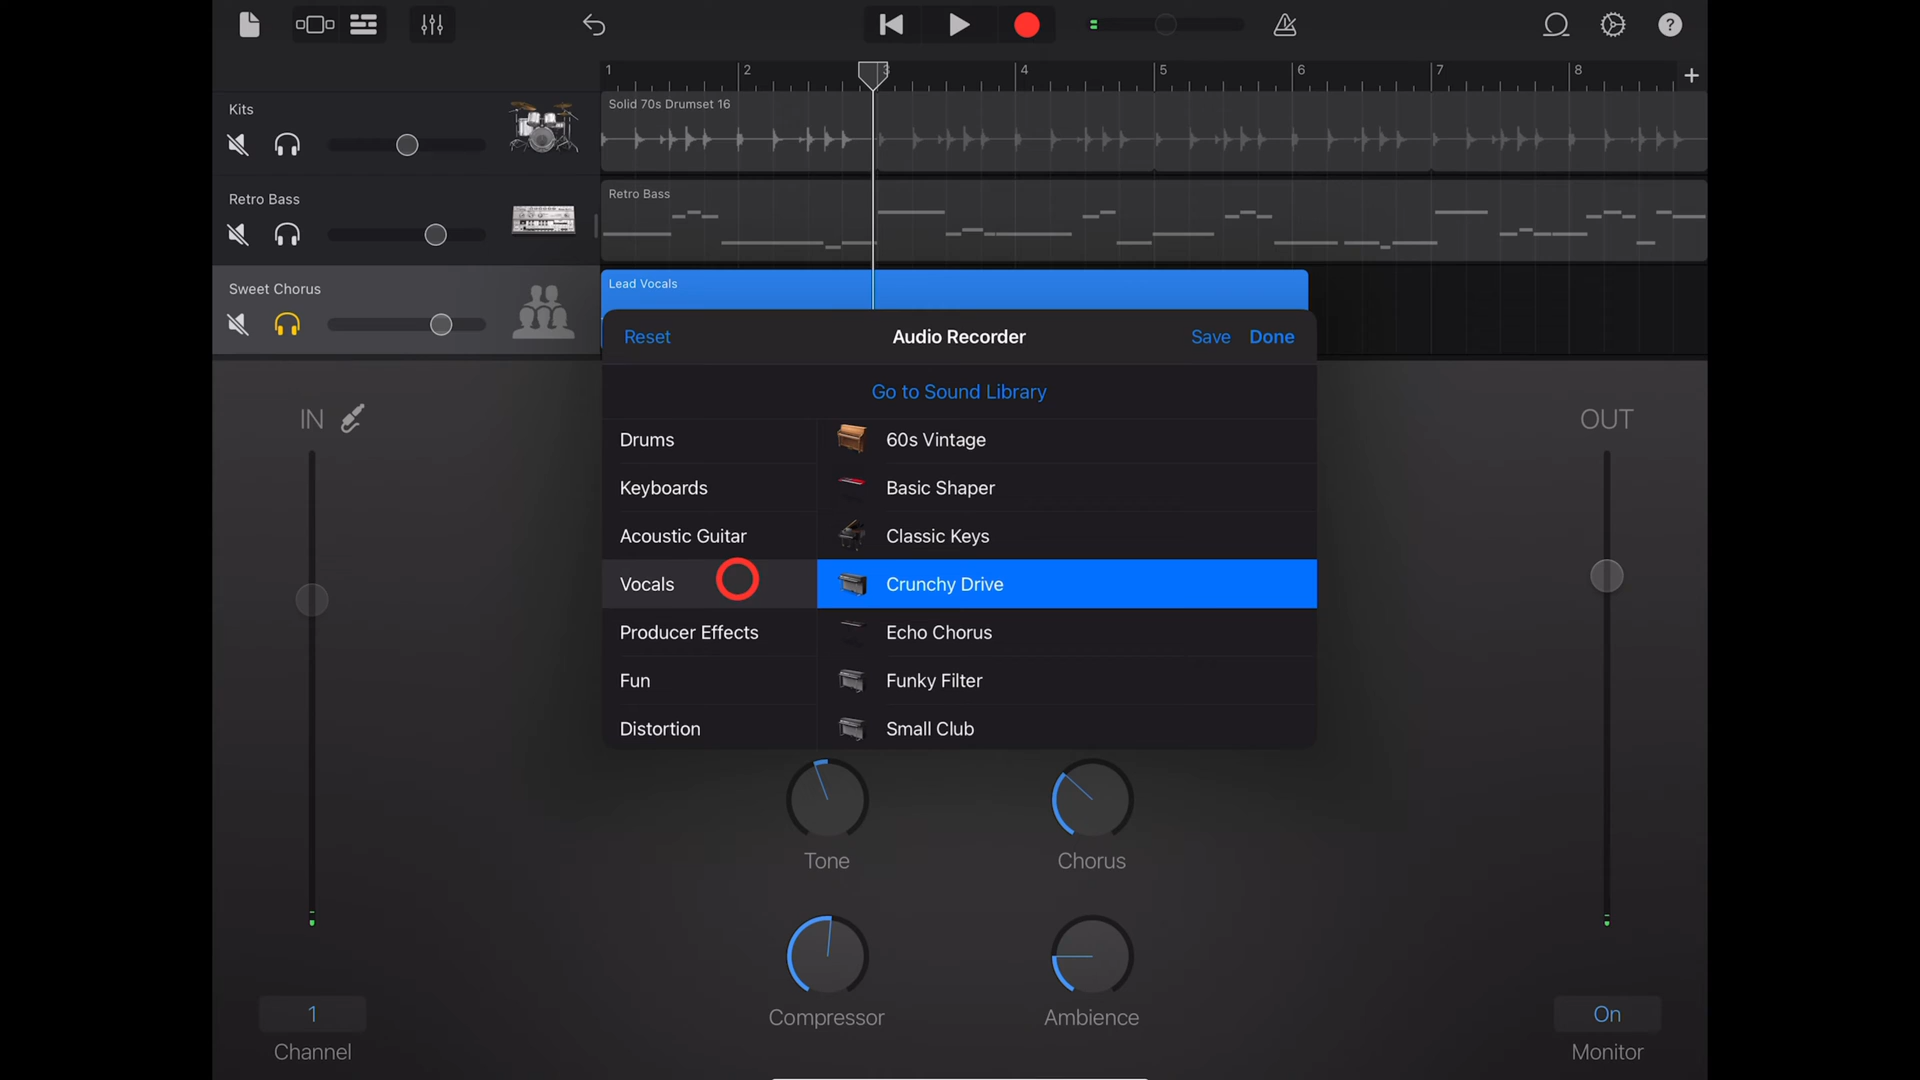 ?
1
2
3
4
5
6
7
8
+
Kits
Solid 70s Drumset 16
Retro Bass
Retro Bass
Sweet Chorus
Lead Vocals
Reset
Audio Recorder
Save
Done
Go to Sound Library
Drums
60s Vintage
Keyboards
Basic Shaper
Acoustic Guitar
Classic Keys
Vocals
Crunchy Drive
Producer Effects
Echo Chorus
Fun
Funky Filter
Distortion
Small Club
IN
OUT
Tone
Chorus
Compressor
Ambience
1
Channel
On
Monitor